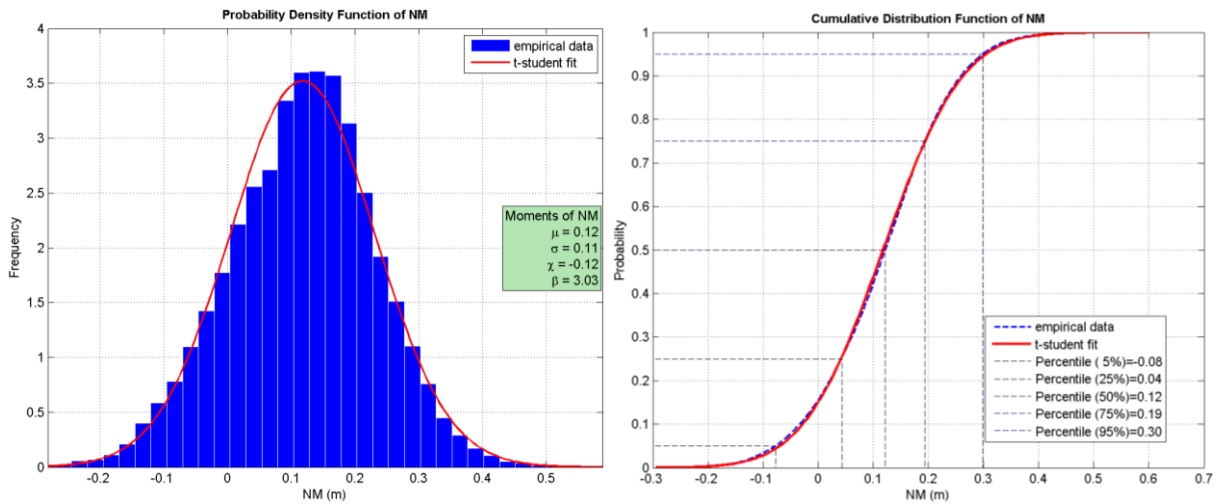 Probability Density Function of NM
4
3.5
3
2.5
2
1.5
1
0.5
0
Frequency
-0.2
-0.1
0
0.1
0.2
0.3
0.4
0.5
NM (m)
empirical data
t-student fit
Moments of NM
μ = 0.12
σ = 0.11
χ = -0.12
β = 3.03
Cumulative Distribution Function of NM
1
0.9
0.8
0.7
0.6
0.5
0.4
0.3
0.2
0.1
0
Probability
-0.3
-0.2
-0.1
0
0.1
0.2
0.3
0.4
0.5
0.6
0.7
NM (m)
empirical data
t-student fit
Percentile ( 5%)=-0.08
Percentile (25%)=0.04
Percentile (50%)=0.12
Percentile (75%)=0.19
Percentile (95%)=0.30